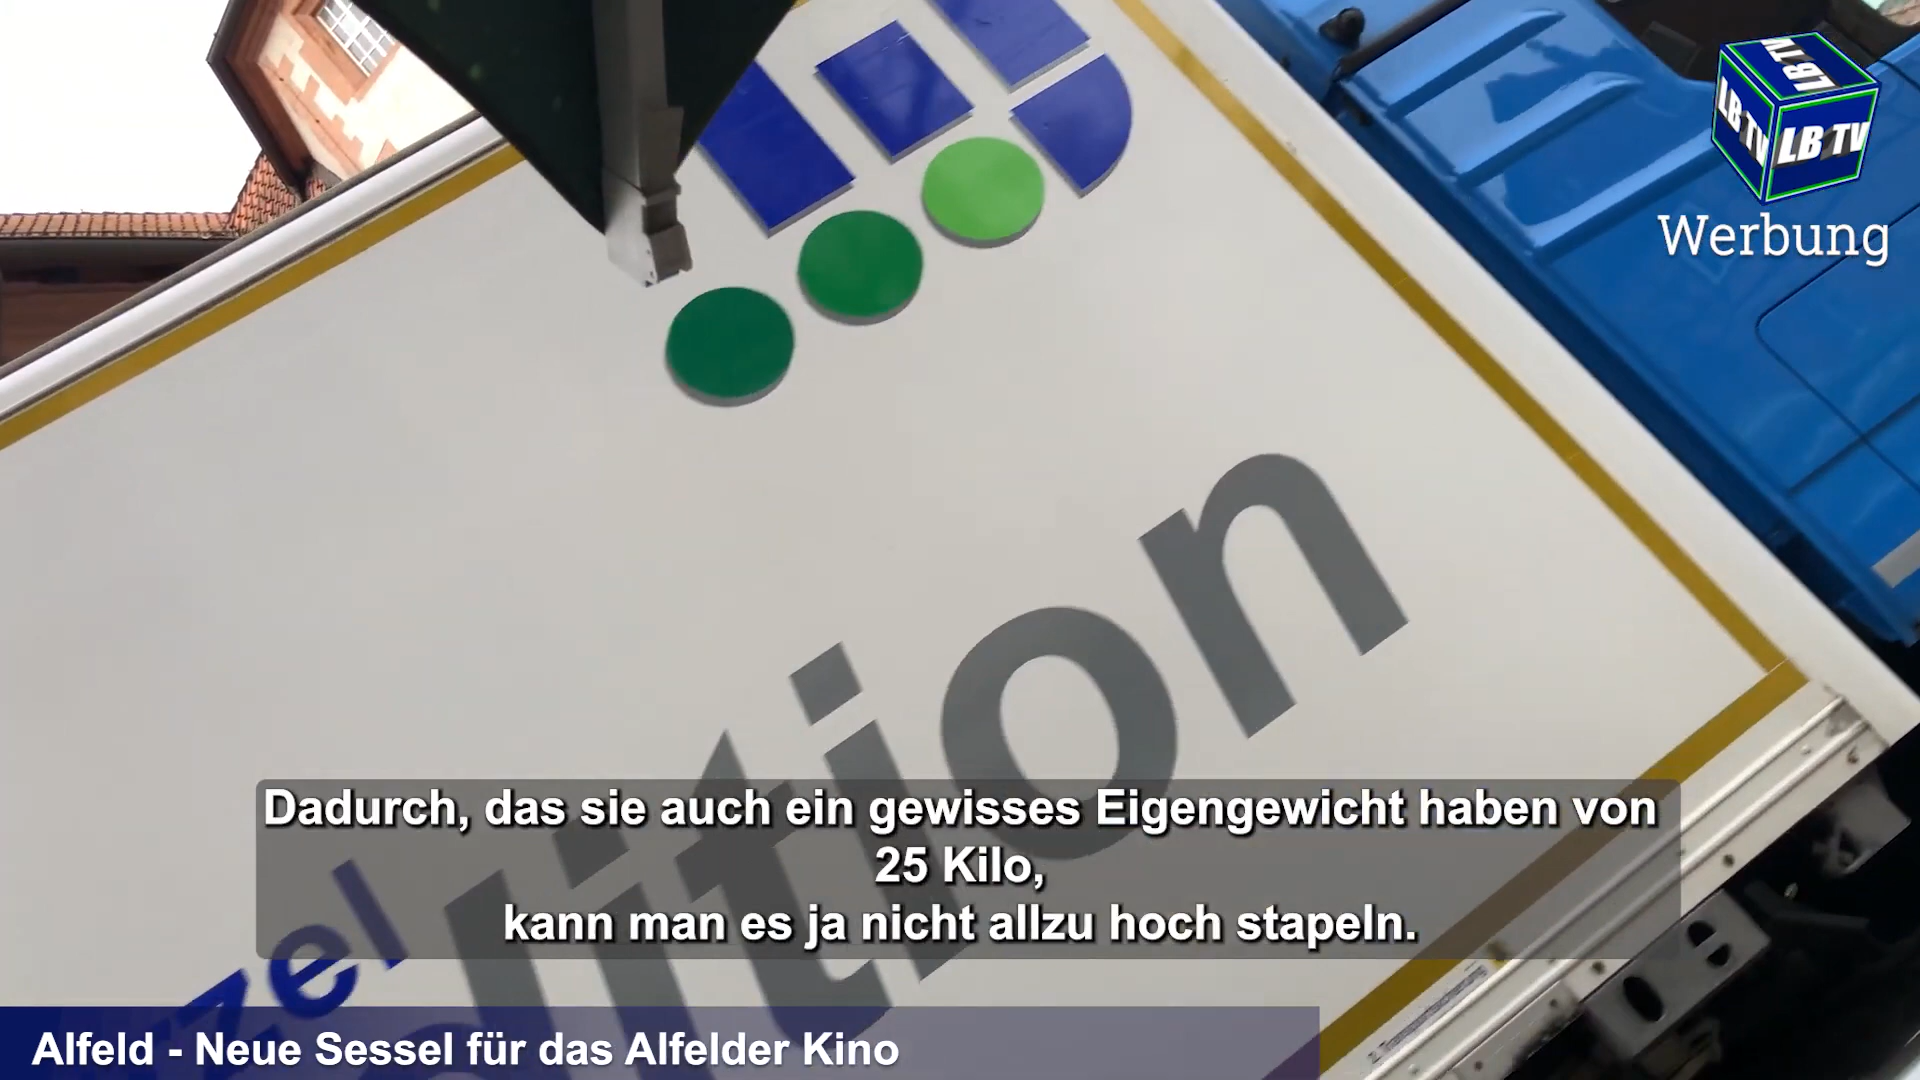 LB TV
LB TV
LB TV
Werbung
Dadurch, das sie auch ein gewisses Eigengewicht haben von
25 Kilo,
kann man es ja nicht allzu hoch stapeln.
zel
ition
Alfeld - Neue Sessel für das Alfelder Kino